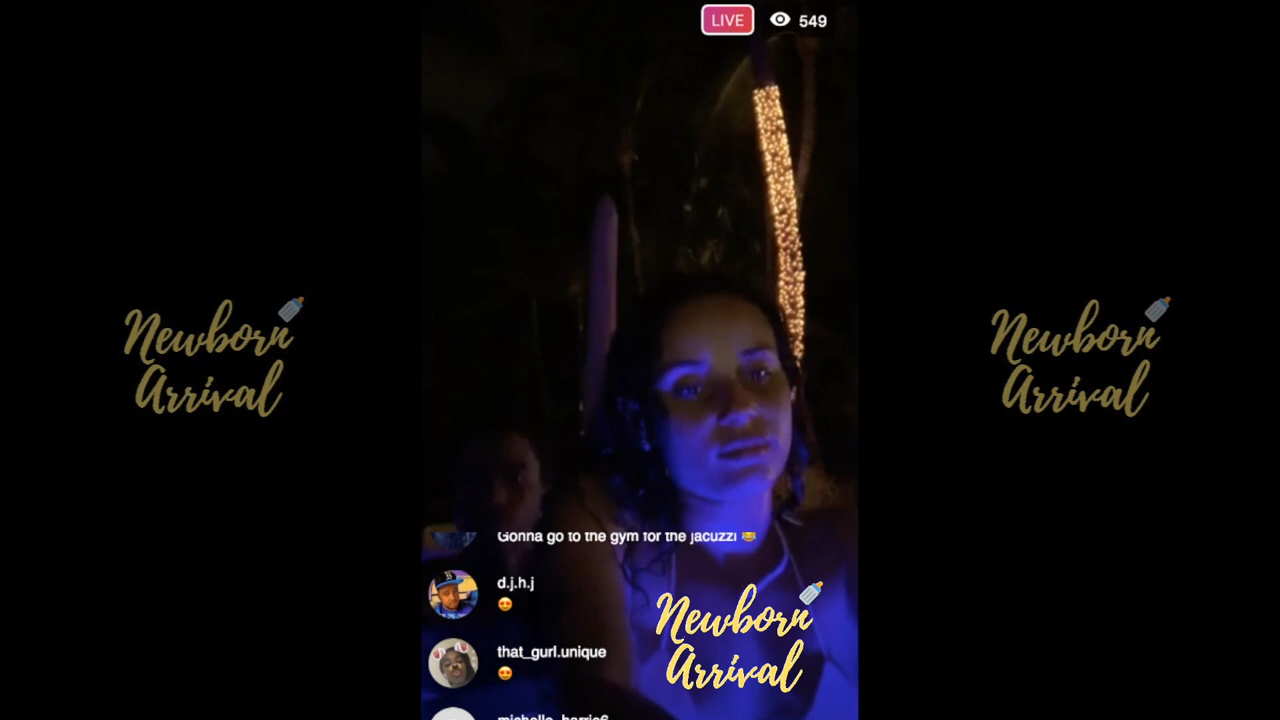 LIVE 549
Newborn
Arrival
Newborn
Arrival
Gonna go to the gym for the jacuzzi 😂
d.j.h.j
😍
that_gurl.unique
😍
Newborn
Arrival